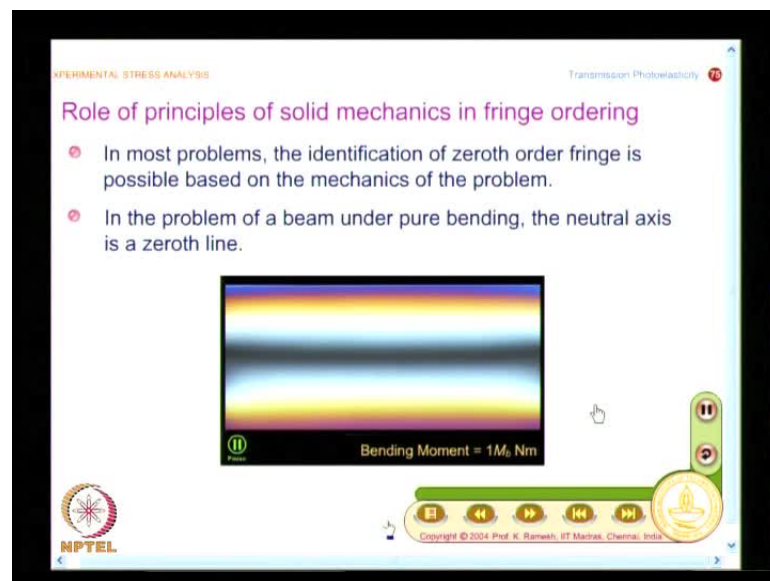 XPERIMENTAL STRESS ANALYSIS
Transmission Photoelasticity 75
Role of principles of solid mechanics in fringe ordering
In most problems, the identification of zeroth order fringe is
possible based on the mechanics of the problem.
In the problem of a beam under pure bending, the neutral axis
is a zeroth line.
Pause
Bending Moment = 1M_b Nm
NPTEL
Copyright © 2004 Prof. K. Ramesh, IIT Madras, Chennai, India